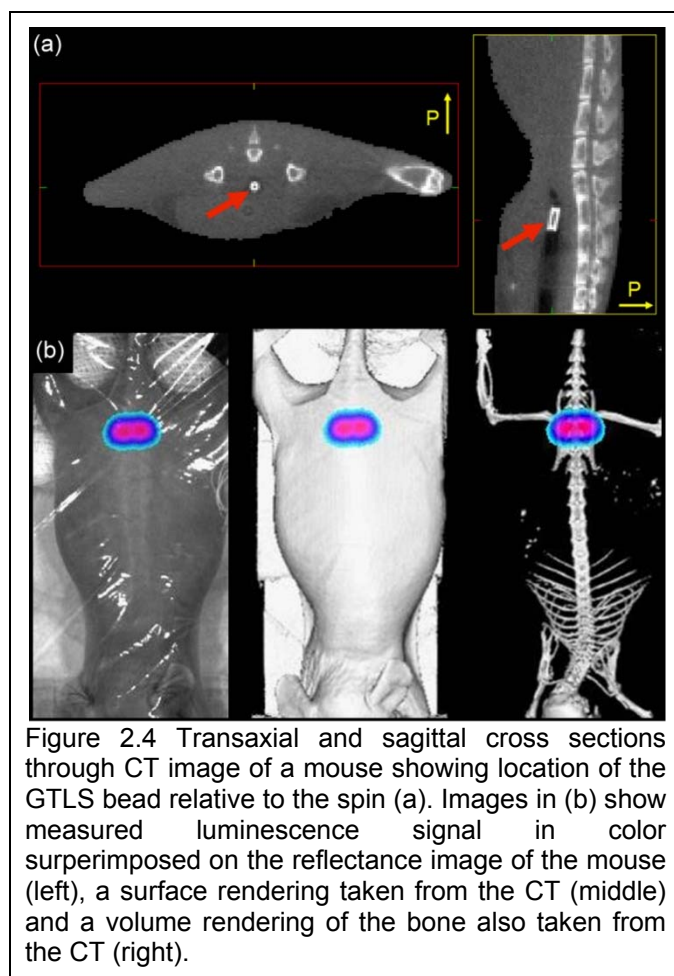 (a)
P
P
(b)
Figure 2.4 Transaxial and sagittal cross sections
through CT image of a mouse showing location of the
GTLS bead relative to the spin (a). Images in (b) show
measured luminescence signal in color
surperimposed on the reflectance image of the mouse
(left), a surface rendering taken from the CT (middle)
and a volume rendering of the bone also taken from
the CT (right).